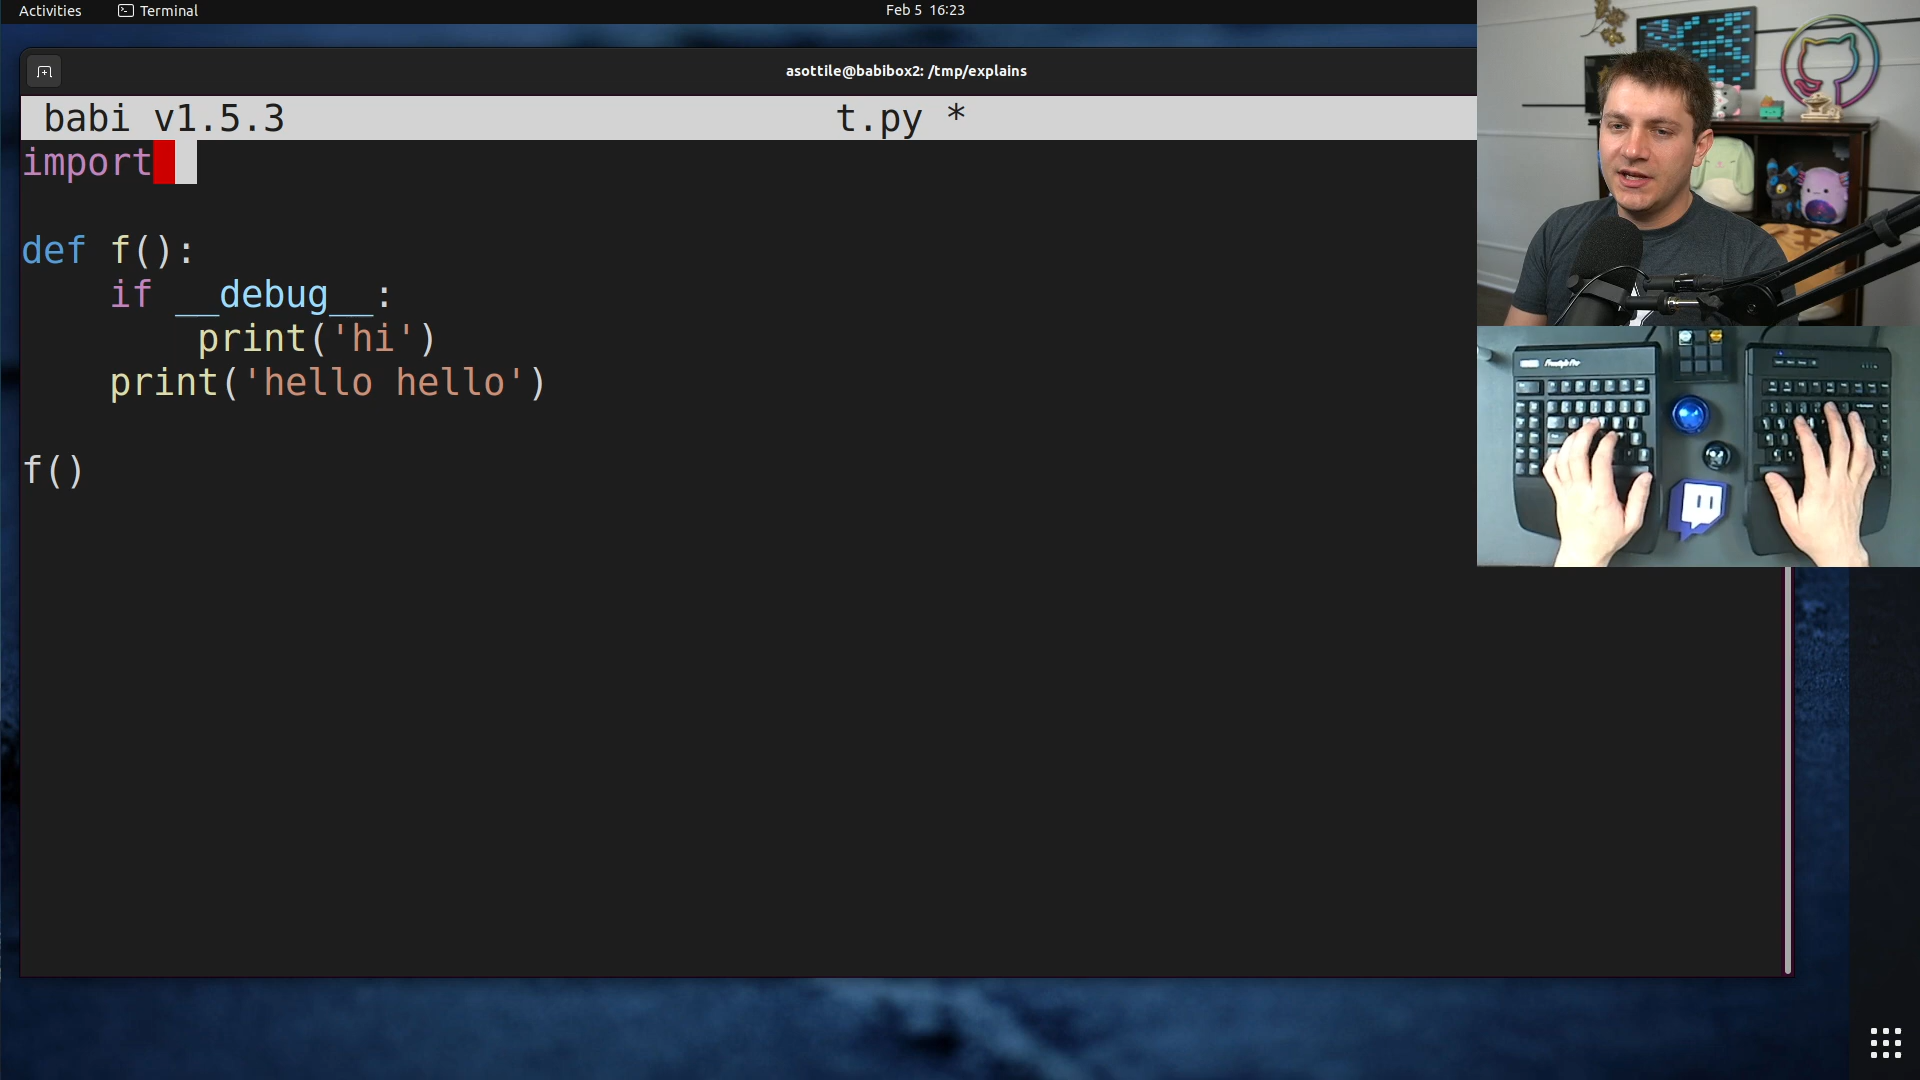 Activities
Terminal
Feb 5 16:23
asottile@babibox2: /tmp/explains
babi v1.5.3
t.py *
import
def f():
if __debug__:
print('hi')
print('hello hello')
f()